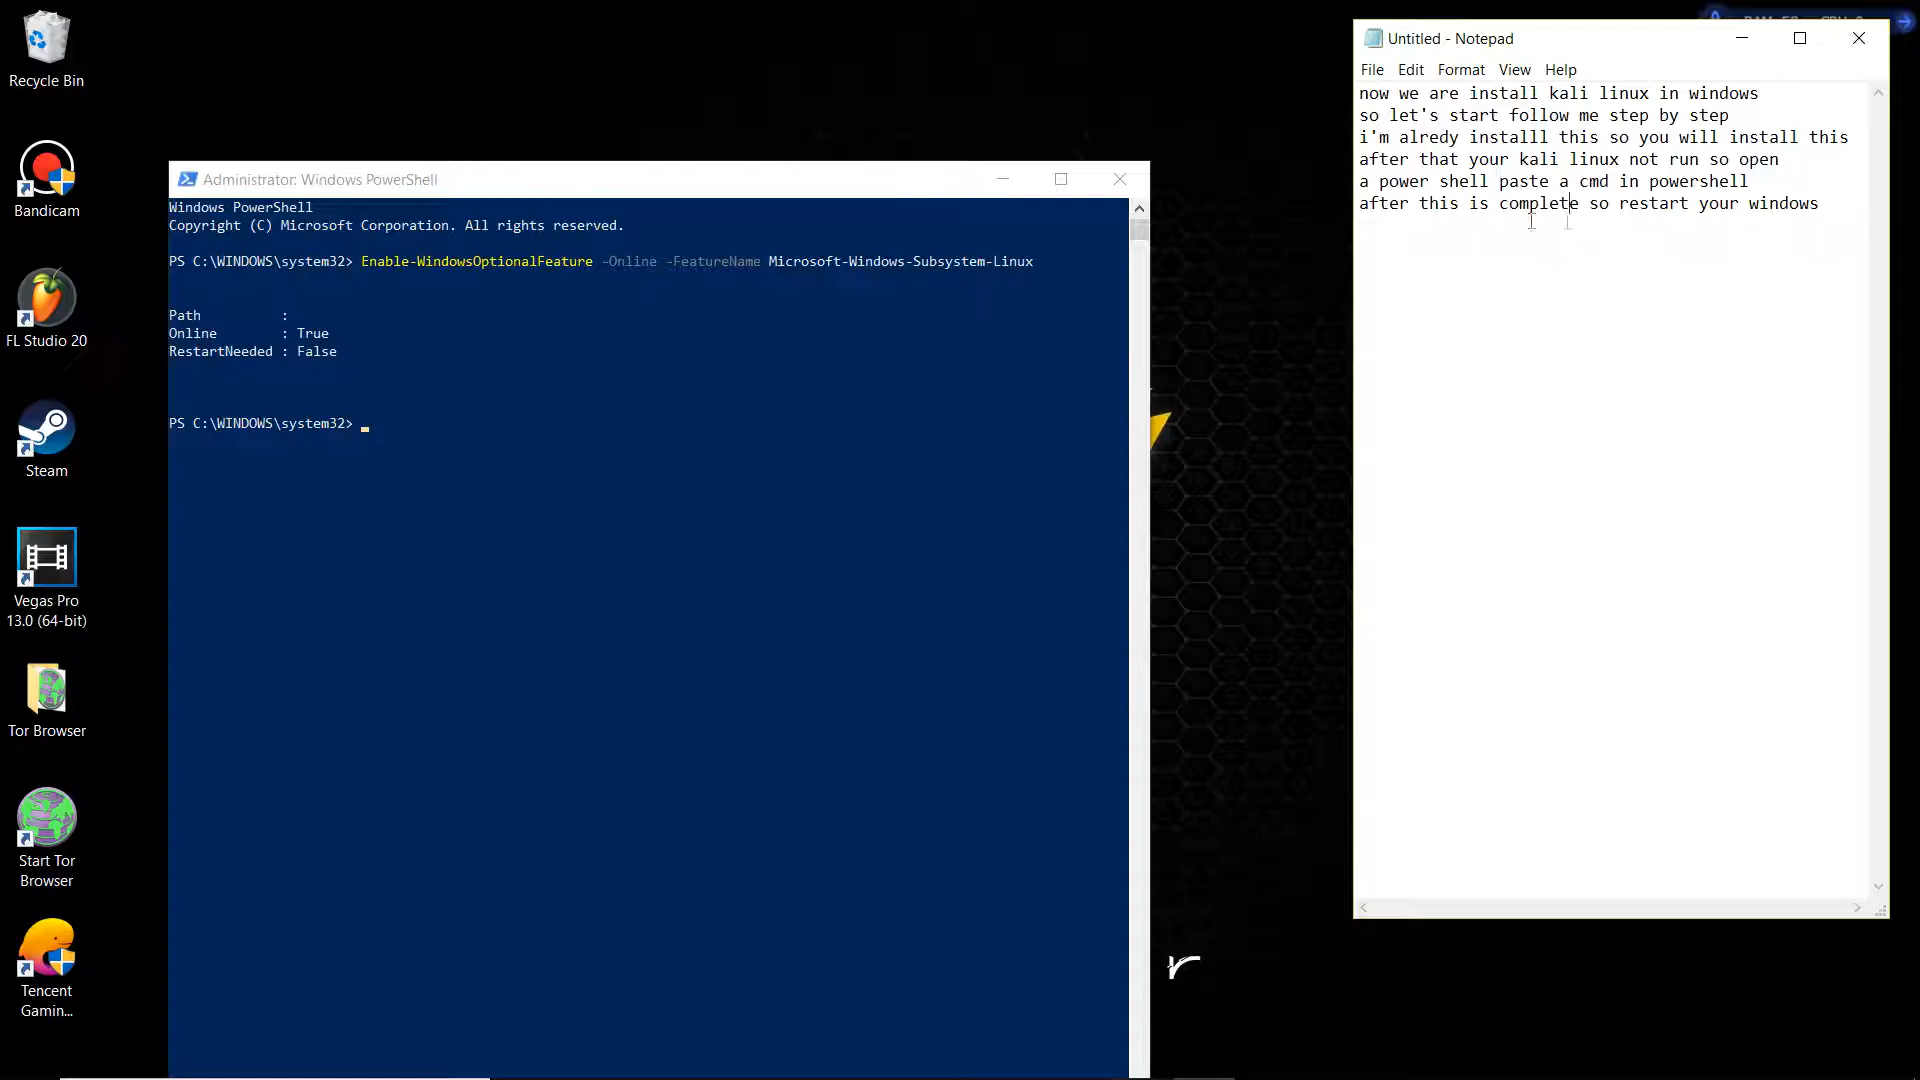 Recycle Bin
Bandicam
FL Studio 20
Steam
Vegas Pro
13.0 (64-bit)
Tor Browser
Start Tor
Browser
Tencent
Gamin...
Administrator: Windows PowerShell
Windows PowerShell
Copyright (C) Microsoft Corporation. All rights reserved.
PS C:\WINDOWS\system32> Enable-WindowsOptionalFeature -Online -FeatureName Microsoft-Windows-Subsystem-Linux
Path :
Online : True
RestartNeeded : False
PS C:\WINDOWS\system32>
Untitled - Notepad
File Edit Format View Help
now we are install kali linux in windows
so let's start follow me step by step
i'm alredy installl this so you will install this
after that your kali linux not run so open
a power shell paste a cmd in powershell
after this is complete so restart your windows